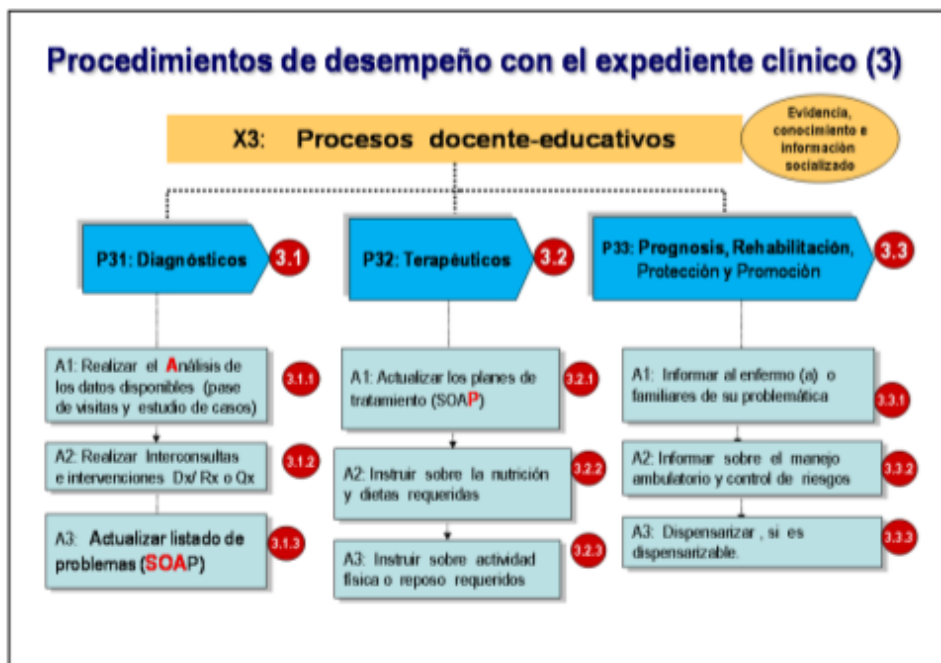 Procedimientos de desempeño con el expediente clínico (3)
X3: Procesos docente-educativos
Evidencia,
conocimiento e
información
socializado
P31: Diagnósticos
3.1
P32: Terapéuticos
3.2
P33: Prognosis, Rehabilitación,
Protección y Promoción
3.3
A1: Realizar el Análisis de
los datos disponibles (pase
de visitas y estudio de casos)
3.1.1
A2: Realizar Interconsultas
e intervenciones Dx/ Rx o Qx
3.1.2
A3: Actualizar listado de
problemas (SOAP)
3.1.3
A1: Actualizar los planes de
tratamiento (SOAP)
3.2.1
A2: Instruir sobre la nutrición
y dietas requeridas
3.2.2
A3: Instruir sobre actividad
física o reposo requeridos
3.2.3
A1: Informar al enfermo (a) o
familiares de su problemática
3.3.1
A2: Informar sobre el manejo
ambulatorio y control de riesgos
3.3.2
A3: Dispensarizar , si es
dispensarizable.
3.3.3